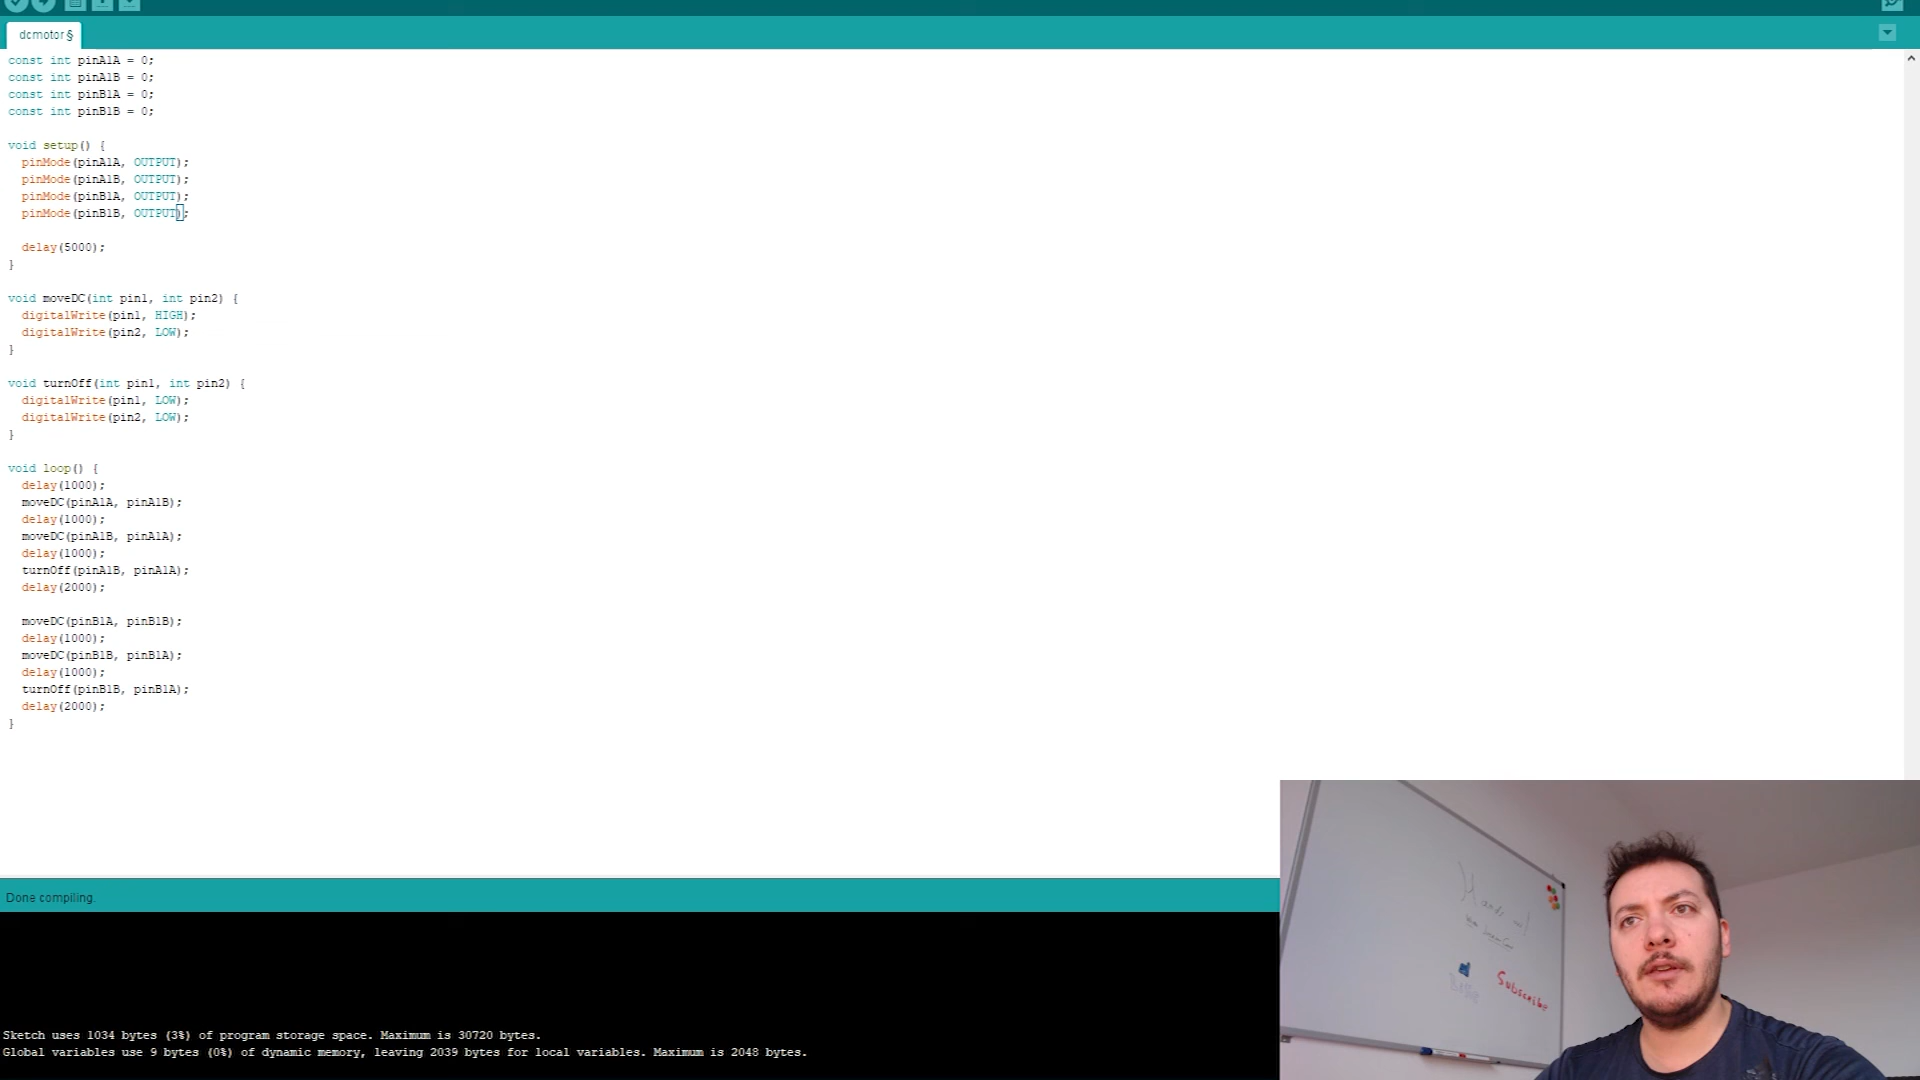 dcmotor§
const int pinA1A = 0;
const int pinA1B = 0;
const int pinB1A = 0;
const int pinB1B = 0;
void setup() {
pinMode(pinA1A, OUTPUT);
pinMode(pinA1B, OUTPUT);
pinMode(pinB1A, OUTPUT);
pinMode(pinB1B, OUTPUT);
delay(5000);
}
void moveDC(int pin1, int pin2) {
digitalWrite(pin1, HIGH);
digitalWrite(pin2, LOW);
}
void turnOff(int pin1, int pin2) {
digitalWrite(pin1, LOW);
digitalWrite(pin2, LOW);
}
void loop() {
delay(1000);
moveDC(pinA1A, pinA1B);
delay(1000);
moveDC(pinA1B, pinA1A);
delay(1000);
turnOff(pinA1B, pinA1A);
delay(2000);
moveDC(pinB1A, pinB1B);
delay(1000);
moveDC(pinB1B, pinB1A);
delay(1000);
turnOff(pinB1B, pinB1A);
delay(2000);
}
Done compiling.
Sketch uses 1034 bytes (3%) of program storage space. Maximum is 30720 bytes.
Global variables use 9 bytes (0%) of dynamic memory, leaving 2039 bytes for local variables. Maximum is 2048 bytes.
Subscribe